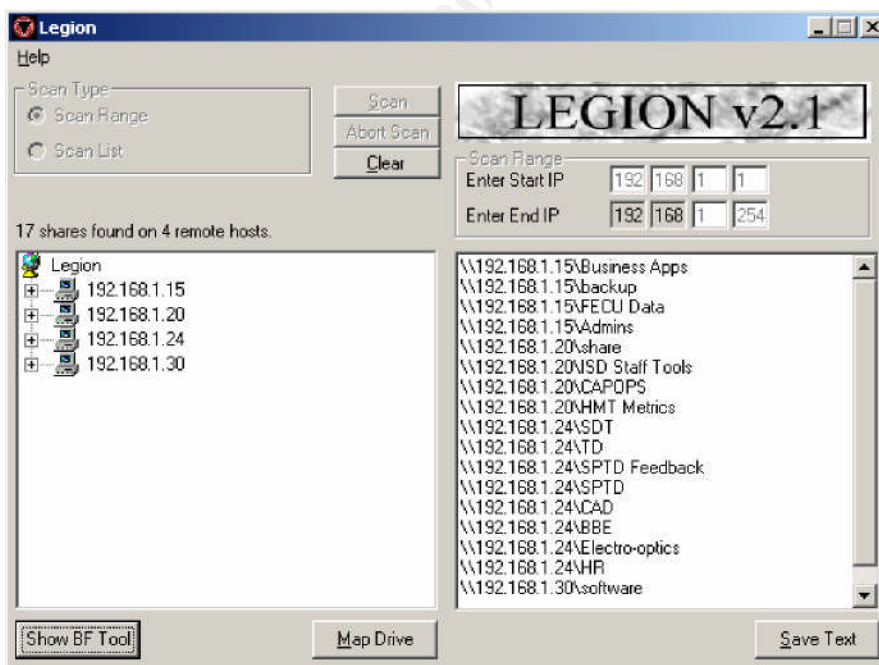 Legion
Help
Scan Type
Scan Range
Scan List
Scan
Abort Scan
Clear
LEGION v2.1
Scan Range
Enter Start IP 192 168 1 1
Enter End IP 192 168 1 254
17 shares found on 4 remote hosts.
Legion
192.168.1.15
192.168.1.20
192.168.1.24
192.168.1.30
\\192.168.1.15\Business Apps
\\192.168.1.15\backup
\\192.168.1.15\FECU Data
\\192.168.1.15\Admins
\\192.168.1.20\share
\\192.168.1.20\ISD Staff Tools
\\192.168.1.20\CAPOPS
\\192.168.1.20\HMT Metrics
\\192.168.1.24\SDT
\\192.168.1.24\TD
\\192.168.1.24\SPTD Feedback
\\192.168.1.24\SPTD
\\192.168.1.24\CAD
\\192.168.1.24\BBE
\\192.168.1.24\Electro-optics
\\192.168.1.24\HR
\\192.168.1.30\software
Show BF Tool
Map Drive
Save Text